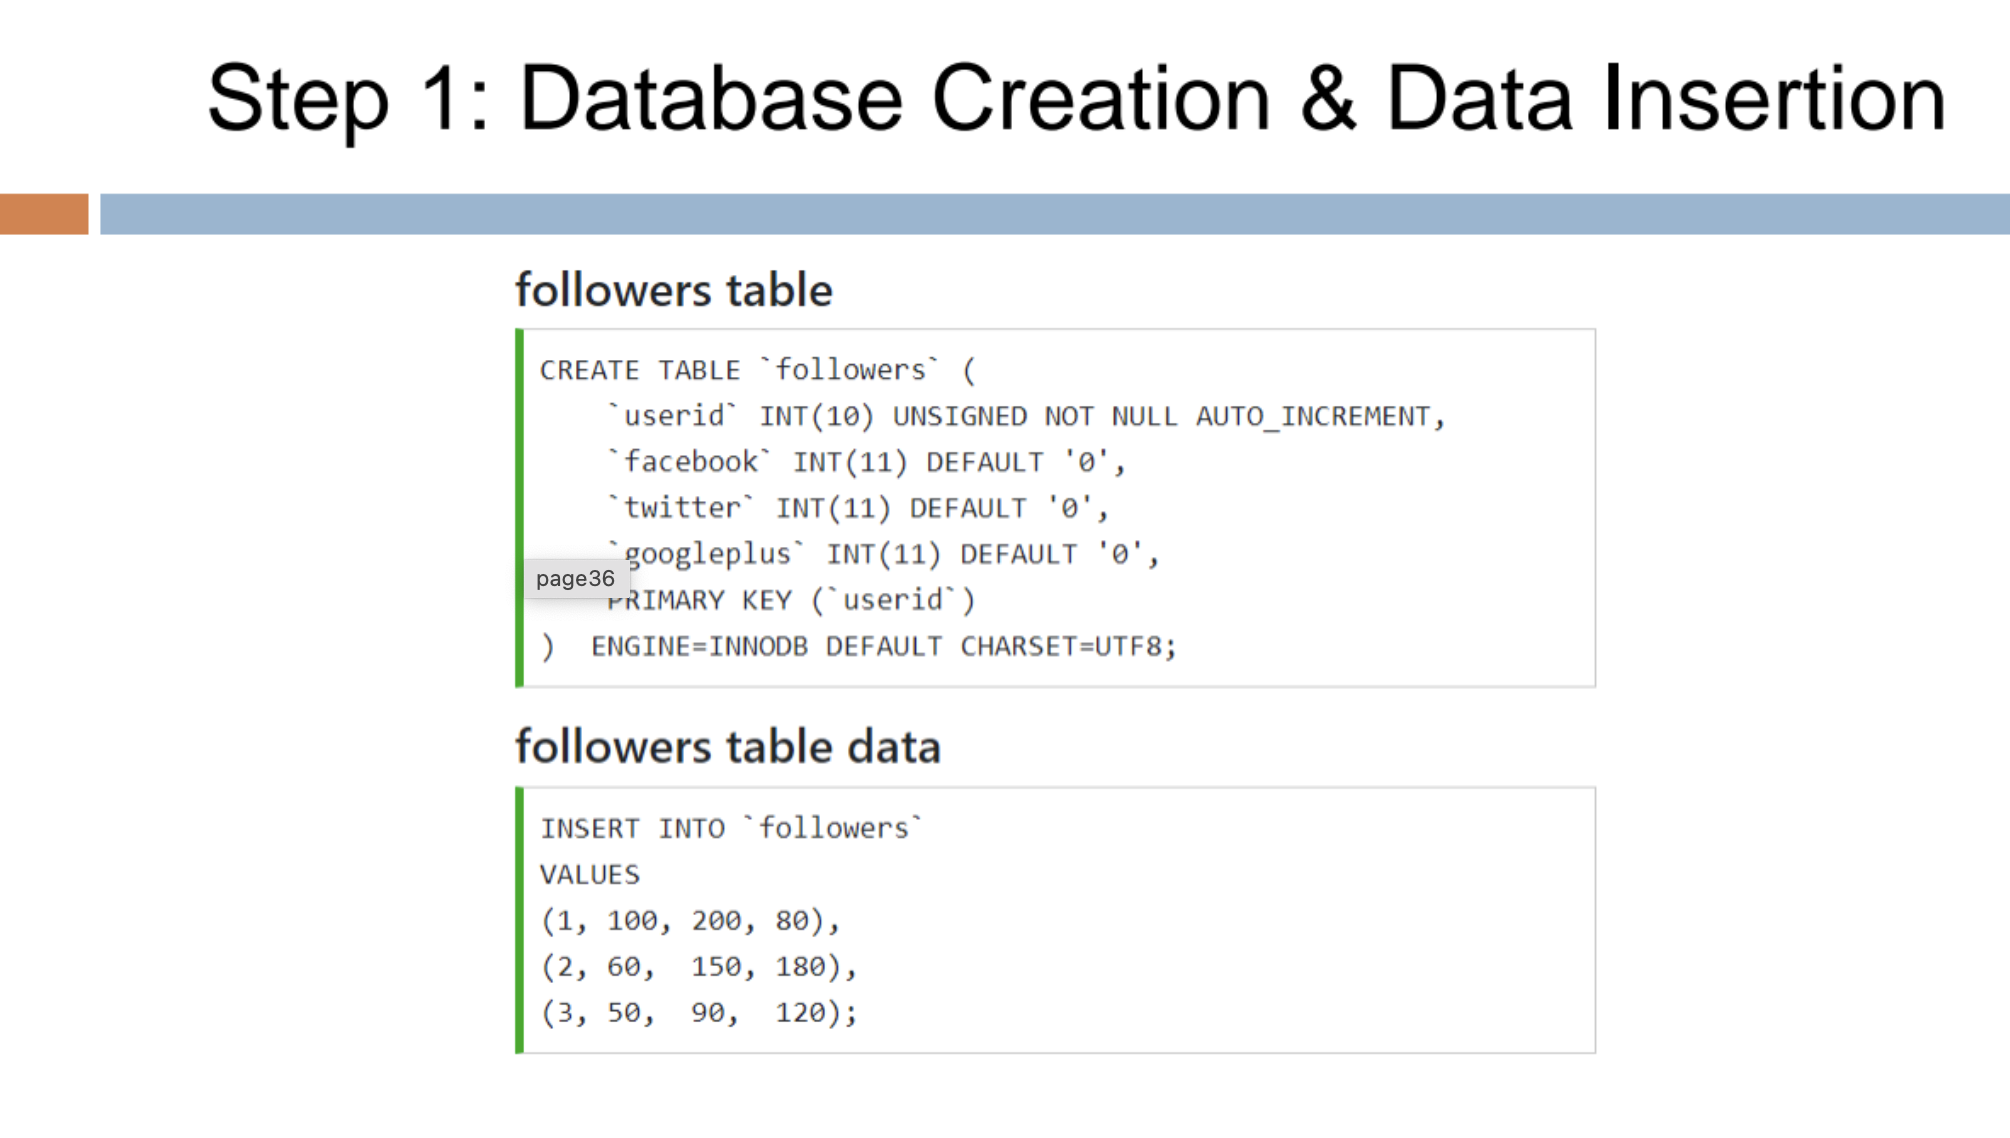 Step 1: Database Creation & Data Insertion
followers table
CREATE TABLE `followers` (
`userid` INT(10) UNSIGNED NOT NULL AUTO_INCREMENT,
`facebook` INT(11) DEFAULT '0',
`twitter` INT(11) DEFAULT '0',
`googleplus` INT(11) DEFAULT '0',
page36
PRIMARY KEY (`userid`)
) ENGINE=INNODB DEFAULT CHARSET=UTF8;
followers table data
INSERT INTO `followers`
VALUES
(1, 100, 200, 80),
(2, 60, 150, 180),
(3, 50, 90, 120);